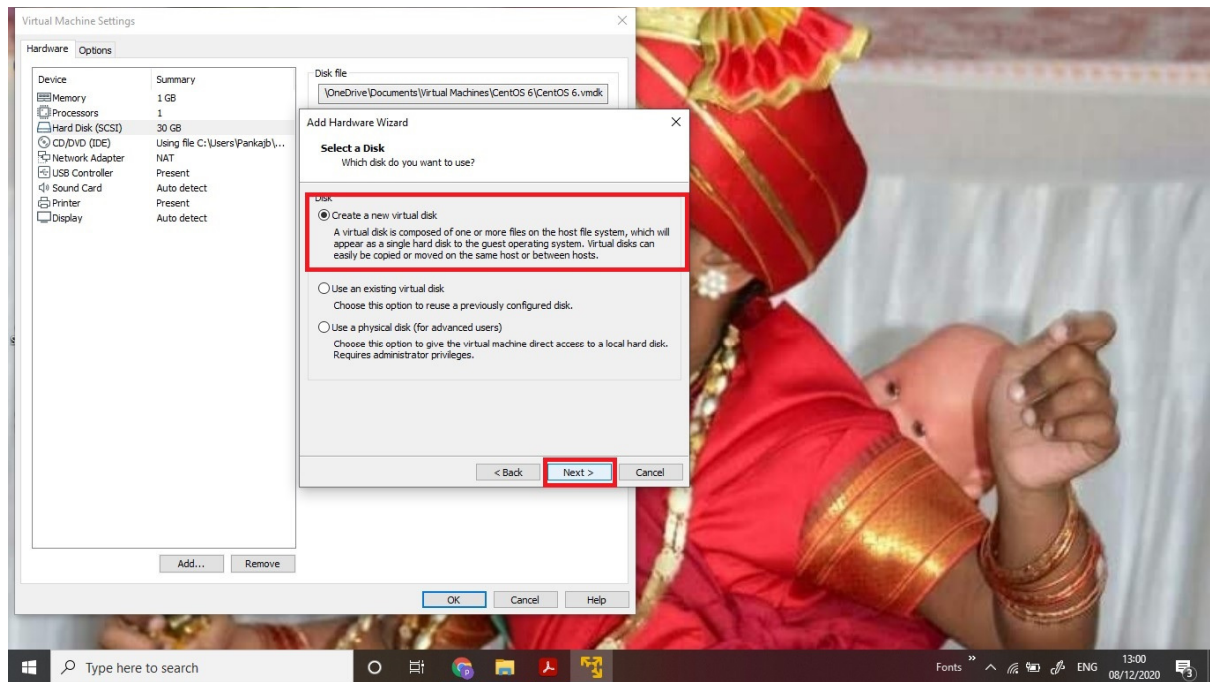 Virtual Machine Settings
Hardware Options
Device Summary
Memory 1 GB
Processors 1
Hard Disk (SCSI) 30 GB
CD/DVD (IDE) Using file C:\Users\Pankajb\...
Network Adapter NAT
USB Controller Present
Sound Card Auto detect
Printer Present
Display Auto detect
Add... Remove
Disk file
\OneDrive\Documents\Virtual Machines\CentOS 6\CentOS 6.vmdk
Add Hardware Wizard
Select a Disk
Which disk do you want to use?
Disk
Create a new virtual disk
A virtual disk is composed of one or more files on the host file system, which will
appear as a single hard disk to the guest operating system. Virtual disks can
easily be copied or moved on the same host or between hosts.
Use an existing virtual disk
Choose this option to reuse a previously configured disk.
Use a physical disk (for advanced users)
Choose this option to give the virtual machine direct access to a local hard disk.
Requires administrator privileges.
< Back Next > Cancel
OK Cancel Help
Type here to search
Fonts » ENG
13:00
08/12/2020
3